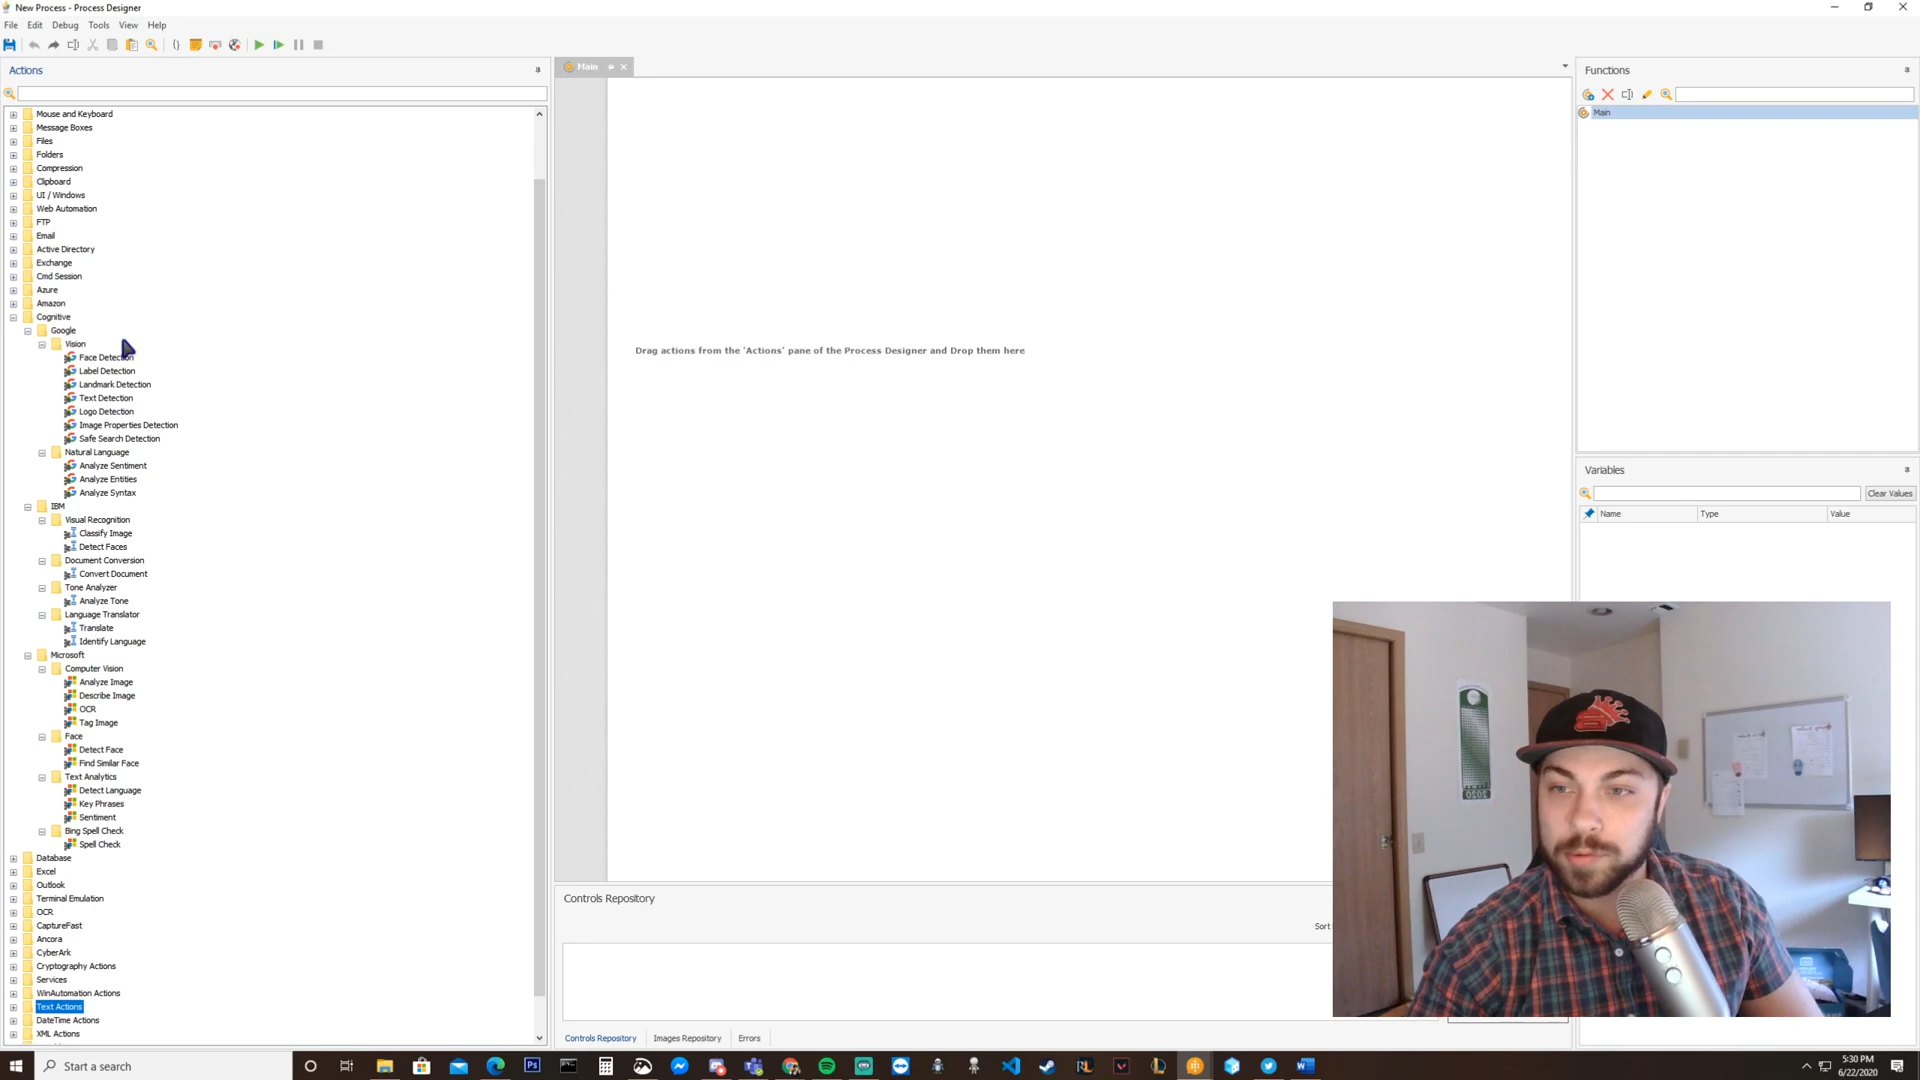 New Process - Process Designer
File Edit Debug Tools View Help
Actions
Mouse and Keyboard
Message Boxes
Files
Folders
Compression
Clipboard
UI / Windows
Web Automation
FTP
Email
Active Directory
Exchange
Cmd Session
Azure
Amazon
Cognitive
Google
Vision
Face Detection
Label Detection
Landmark Detection
Text Detection
Logo Detection
Image Properties Detection
Safe Search Detection
Natural Language
Analyze Sentiment
Analyze Entities
Analyze Syntax
IBM
Visual Recognition
Classify Image
Detect Faces
Document Conversion
Convert Document
Tone Analyzer
Analyze Tone
Language Translator
Translate
Identify Language
Microsoft
Computer Vision
Analyze Image
Describe Image
OCR
Tag Image
Face
Detect Face
Find Similar Face
Text Analytics
Detect Language
Key Phrases
Sentiment
Bing Spell Check
Spell Check
Database
Excel
Outlook
Terminal Emulation
OCR
CaptureFast
Ancora
CyberArk
Cryptography Actions
Services
WinAutomation Actions
Text Actions
DateTime Actions
XML Actions
Main
Drag actions from the 'Actions' pane of the Process Designer and Drop them here
Controls Repository
Sort
Controls Repository Images Repository Errors
Functions
Main
Variables
Clear Values
Name Type Value
2020
Start a search
5:30 PM
6/22/2020